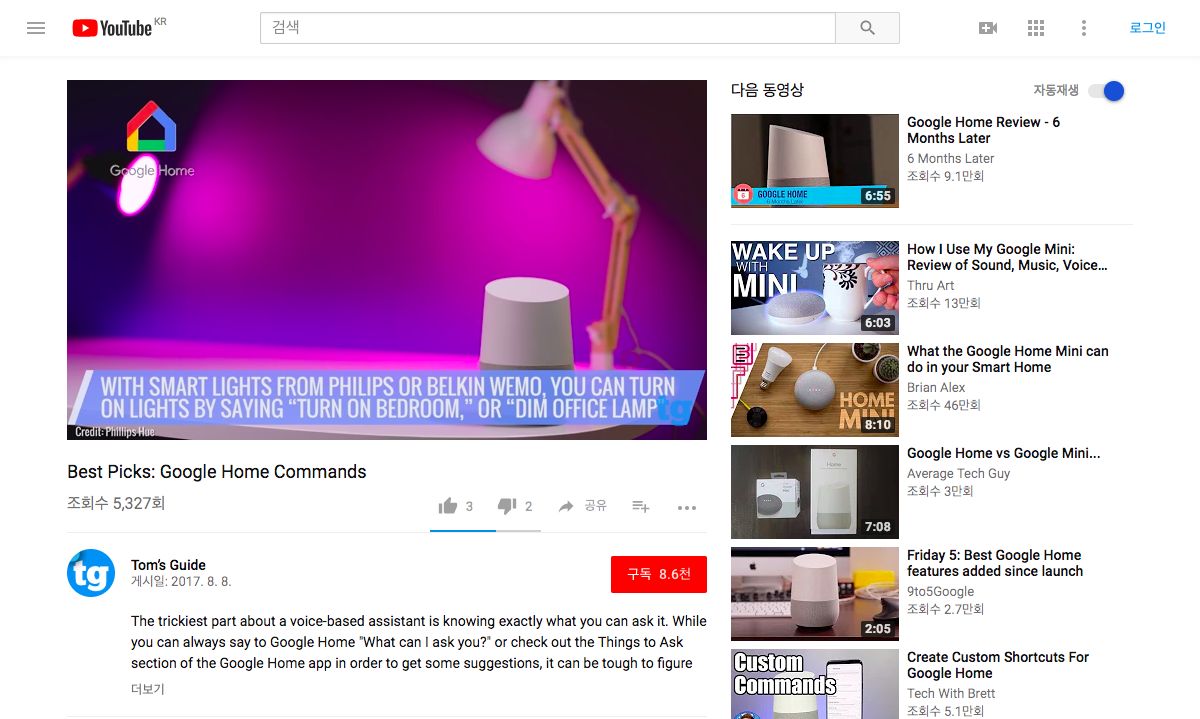 YouTube KR
검색
로그인
Google Home
WITH SMART LIGHTS FROM PHILIPS OR BELKIN WEMO, YOU CAN TURN
ON LIGHTS BY SAYING “TURN ON BEDROOM,” OR “DIM OFFICE LAMP
tg
Credit: Phillips Hue
Best Picks: Google Home Commands
조회수 5,327회
3
2
공유
tg
Tom’s Guide
게시일: 2017. 8. 8.
구독 8.6천
The trickiest part about a voice-based assistant is knowing exactly what you can ask it. While
you can always say to Google Home "What can I ask you?" or check out the Things to Ask
section of the Google Home app in order to get some suggestions, it can be tough to figure
더보기
다음 동영상
자동재생
GOOGLE HOME
6 Months Later
6:55
Google Home Review - 6
Months Later
6 Months Later
조회수 9.1만회
WAKE UP
WITH
MINI
6:03
How I Use My Google Mini:
Review of Sound, Music, Voice…
Thru Art
조회수 13만회
HOME
MINI
8:10
What the Google Home Mini can
do in your Smart Home
Brian Alex
조회수 46만회
Home
7:08
Google Home vs Google Mini...
Average Tech Guy
조회수 3만회
2:05
Friday 5: Best Google Home
features added since launch
9to5Google
조회수 2.7만회
Custom
Commands
Create Custom Shortcuts For
Google Home
Tech With Brett
조회수 5.1만회